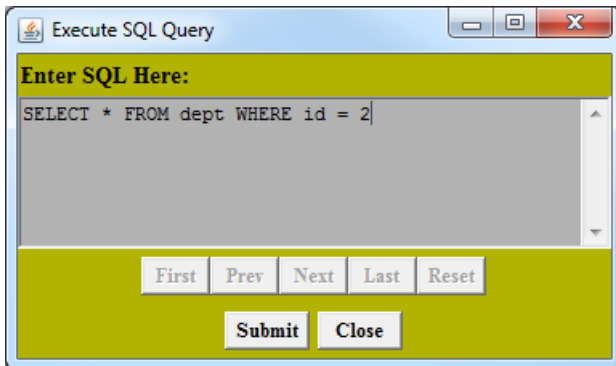 Execute SQL Query
Enter SQL Here:
SELECT * FROM dept WHERE id = 2
First Prev Next Last Reset
Submit Close